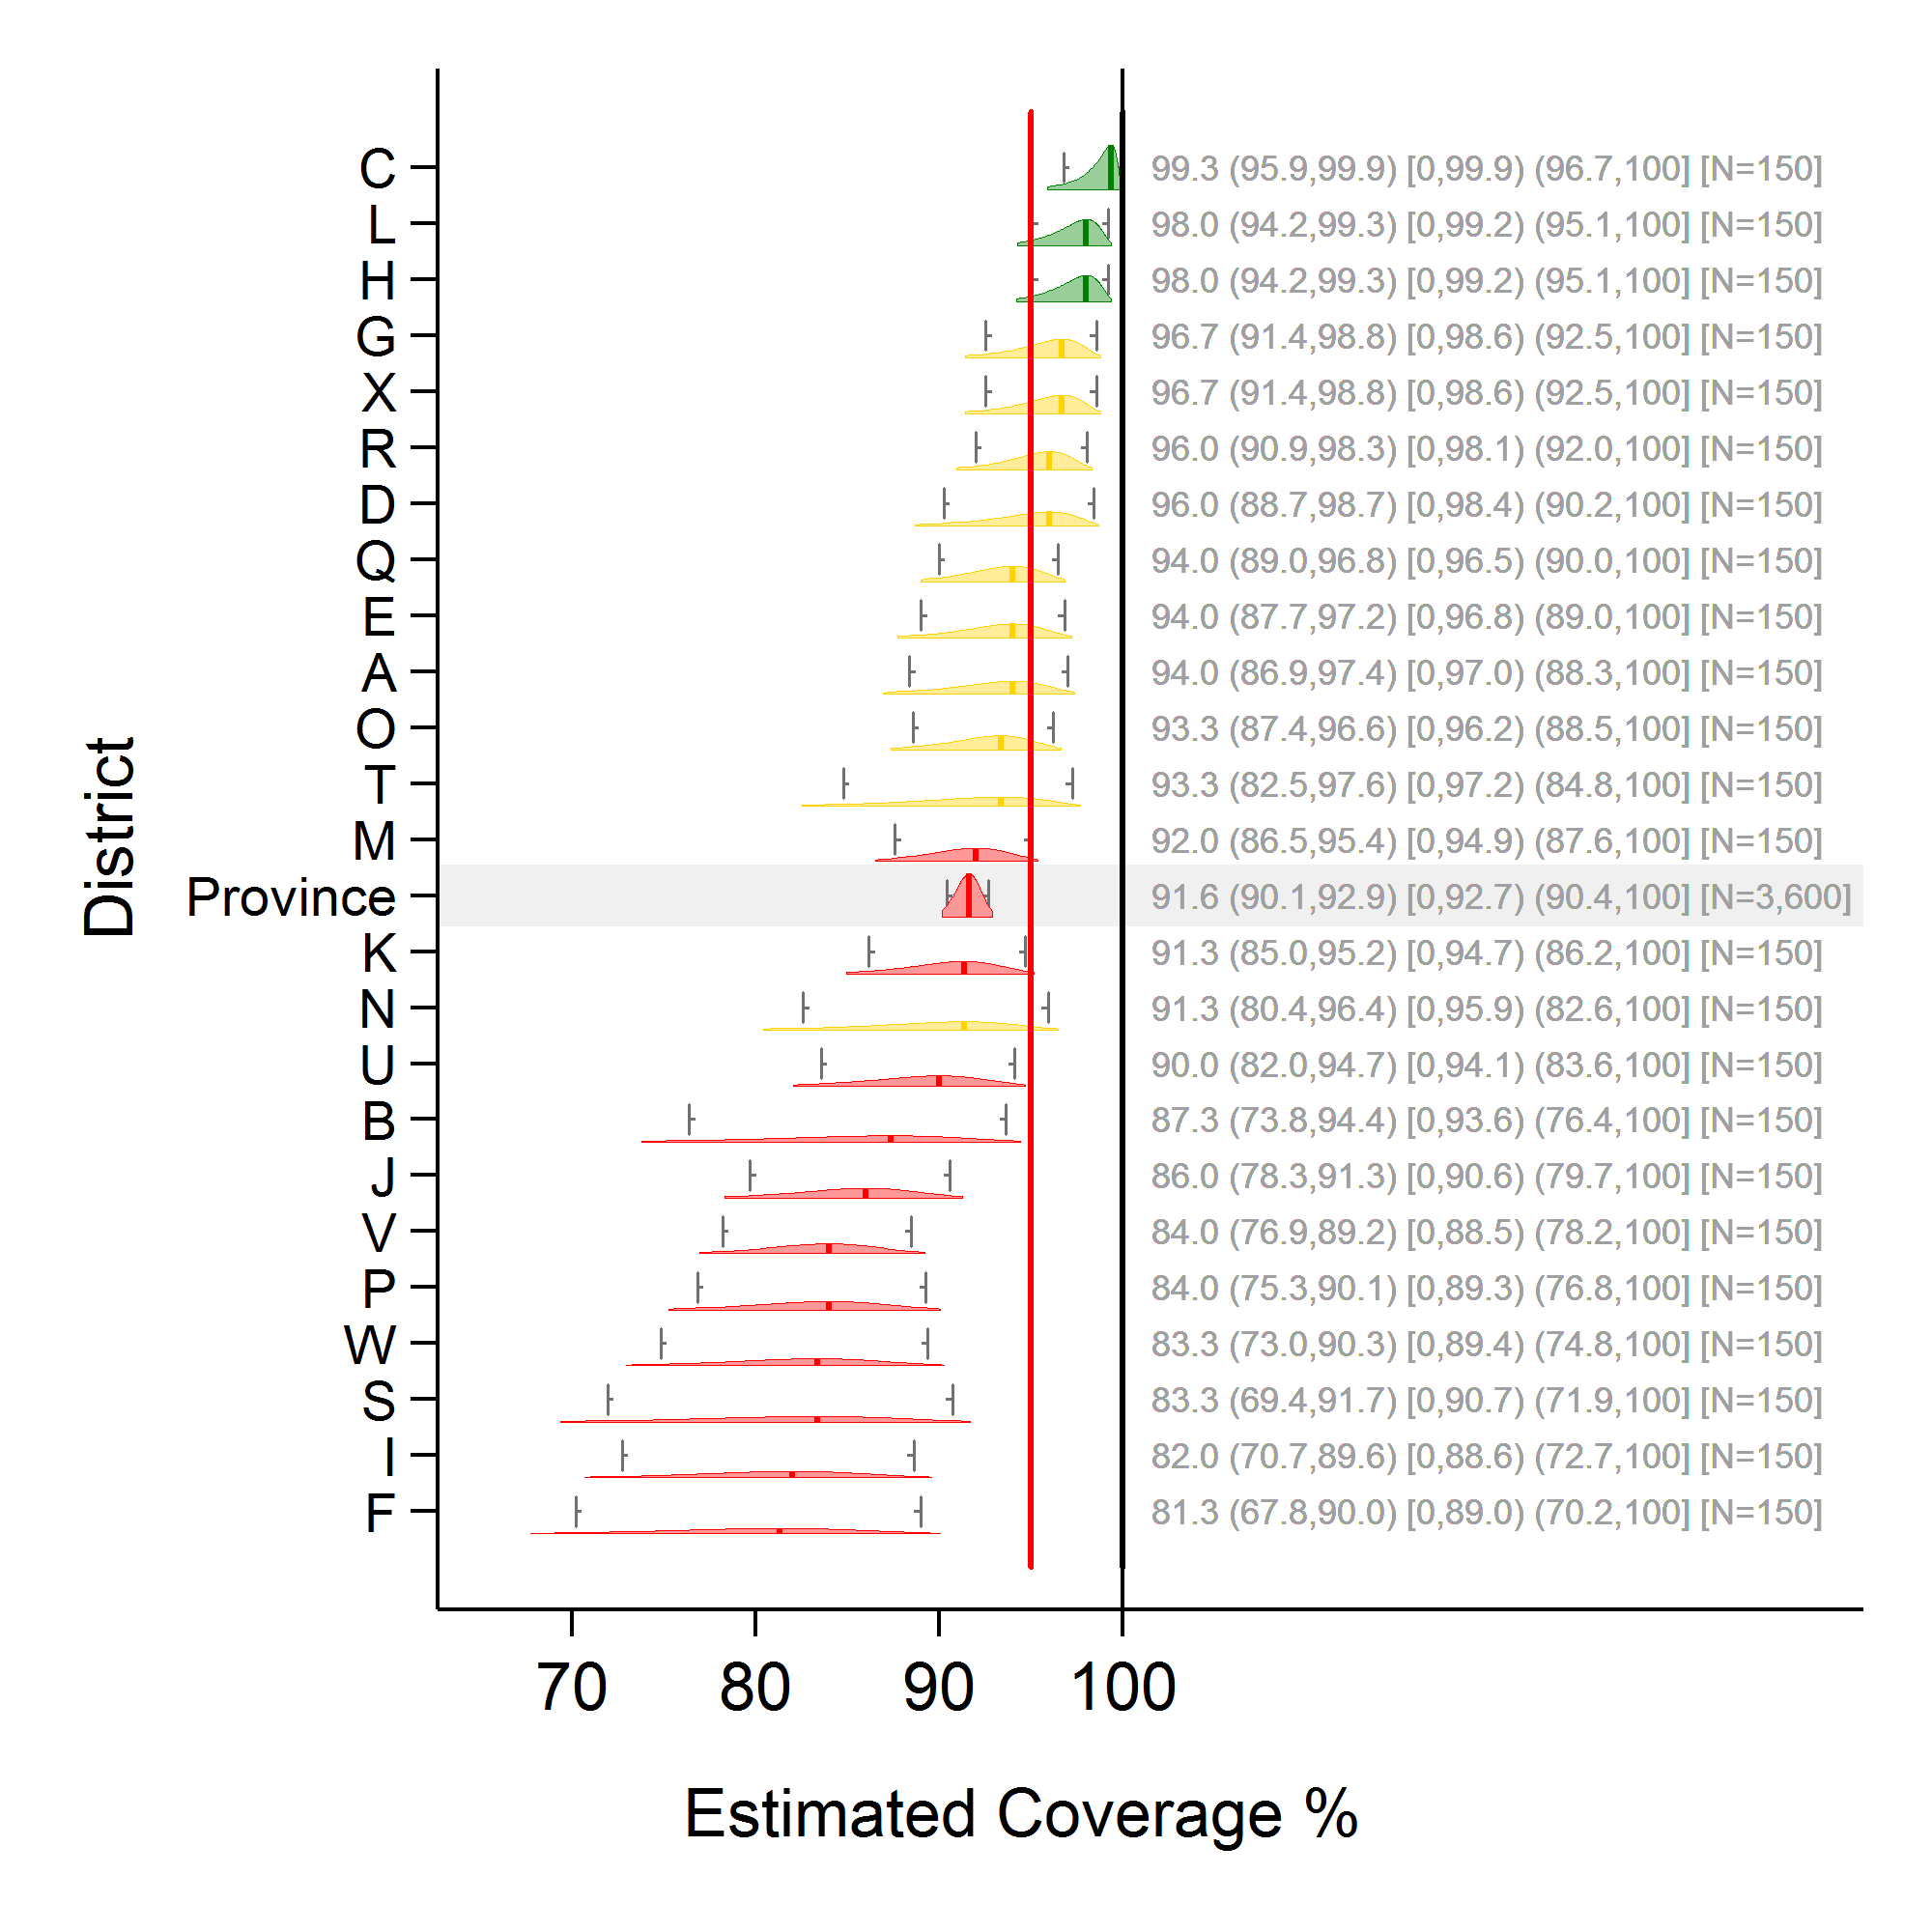 C 99.3 (95.9,99.9) [0,99.9) (96.7,100] [N=150]
L 98.0 (94.2,99.3) [0,99.2) (95.1,100] [N=150]
H 98.0 (94.2,99.3) [0,99.2) (95.1,100] [N=150]
G 96.7 (91.4,98.8) [0,98.6) (92.5,100] [N=150]
X 96.7 (91.4,98.8) [0,98.6) (92.5,100] [N=150]
R 96.0 (90.9,98.3) [0,98.1) (92.0,100] [N=150]
D 96.0 (88.7,98.7) [0,98.4) (90.2,100] [N=150]
Q 94.0 (89.0,96.8) [0,96.5) (90.0,100] [N=150]
E 94.0 (87.7,97.2) [0,96.8) (89.0,100] [N=150]
A 94.0 (86.9,97.4) [0,97.0) (88.3,100] [N=150]
O 93.3 (87.4,96.6) [0,96.2) (88.5,100] [N=150]
T 93.3 (82.5,97.6) [0,97.2) (84.8,100] [N=150]
M 92.0 (86.5,95.4) [0,94.9) (87.6,100] [N=150]
Province 91.6 (90.1,92.9) [0,92.7) (90.4,100] [N=3,600]
K 91.3 (85.0,95.2) [0,94.7) (86.2,100] [N=150]
N 91.3 (80.4,96.4) [0,95.9) (82.6,100] [N=150]
U 90.0 (82.0,94.7) [0,94.1) (83.6,100] [N=150]
B 87.3 (73.8,94.4) [0,93.6) (76.4,100] [N=150]
J 86.0 (78.3,91.3) [0,90.6) (79.7,100] [N=150]
V 84.0 (76.9,89.2) [0,88.5) (78.2,100] [N=150]
P 84.0 (75.3,90.1) [0,89.3) (76.8,100] [N=150]
W 83.3 (73.0,90.3) [0,89.4) (74.8,100] [N=150]
S 83.3 (69.4,91.7) [0,90.7) (71.9,100] [N=150]
I 82.0 (70.7,89.6) [0,88.6) (72.7,100] [N=150]
F 81.3 (67.8,90.0) [0,89.0) (70.2,100] [N=150]
District
70 80 90 100
Estimated Coverage %